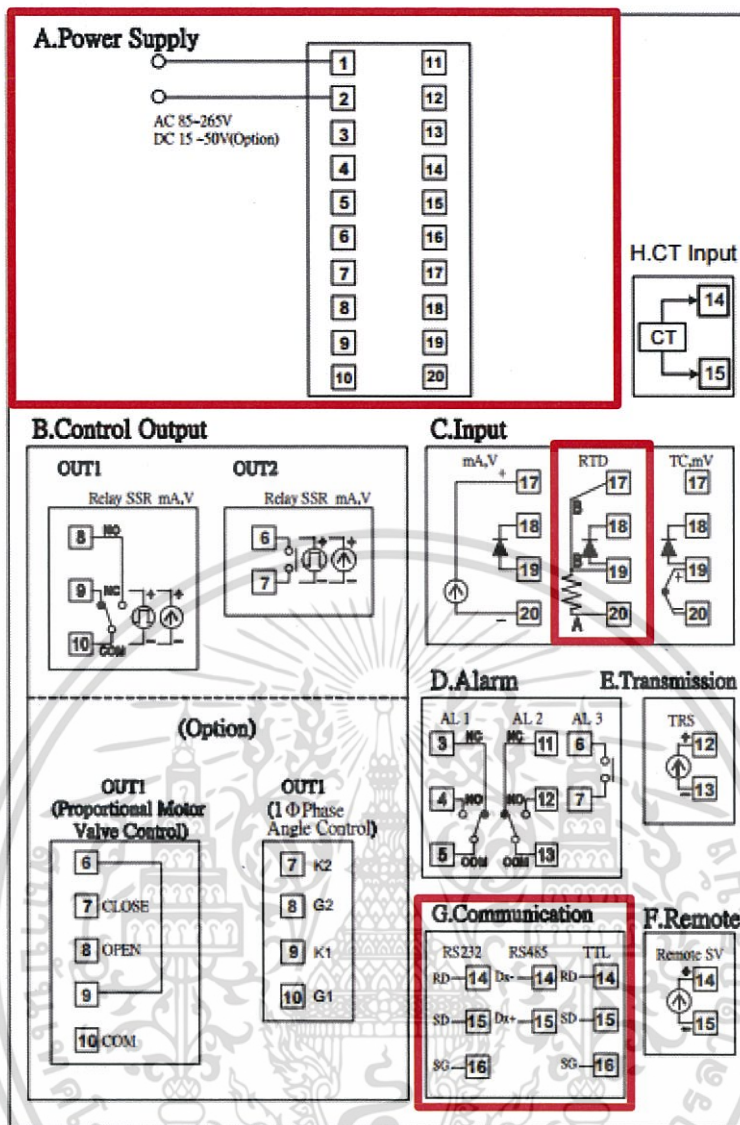 A.Power Supply
AC 85~265V
DC 15 ~50V(Option)
1 11
2 12
3 13
4 14
5 15
6 16
7 17
8 18
9 19
10 20
H.CT Input
CT
14
15
B.Control Output
OUT1
Relay SSR mA,V
8 NO
9 NC
10 COM
OUT2
Relay SSR mA,V
6
7
C.Input
mA,V
+ 17
18
19
- 20
RTD
17
B
18
B 19
A 20
TC,mV
17
18
19
+
- 20
D.Alarm
AL 1 AL 2 AL 3
3 NC NC 11 6
4 NO NO 12 7
5 COM COM 13
E.Transmission
TRS
+ 12
- 13
(Option)
OUT1
(Proportional Motor
Valve Control)
6
7 CLOSE
8 OPEN
9
10 COM
OUT1
(1 Φ Phase
Angle Control)
7 K2
8 G2
9 K1
10 G1
G.Communication
RS232 RS485 TTL
RD 14 Dx- 14 RD 14
SD 15 Dx+ 15 SD 15
SG 16 SG 16
F.Remote
Remote SV
+ 14
- 15